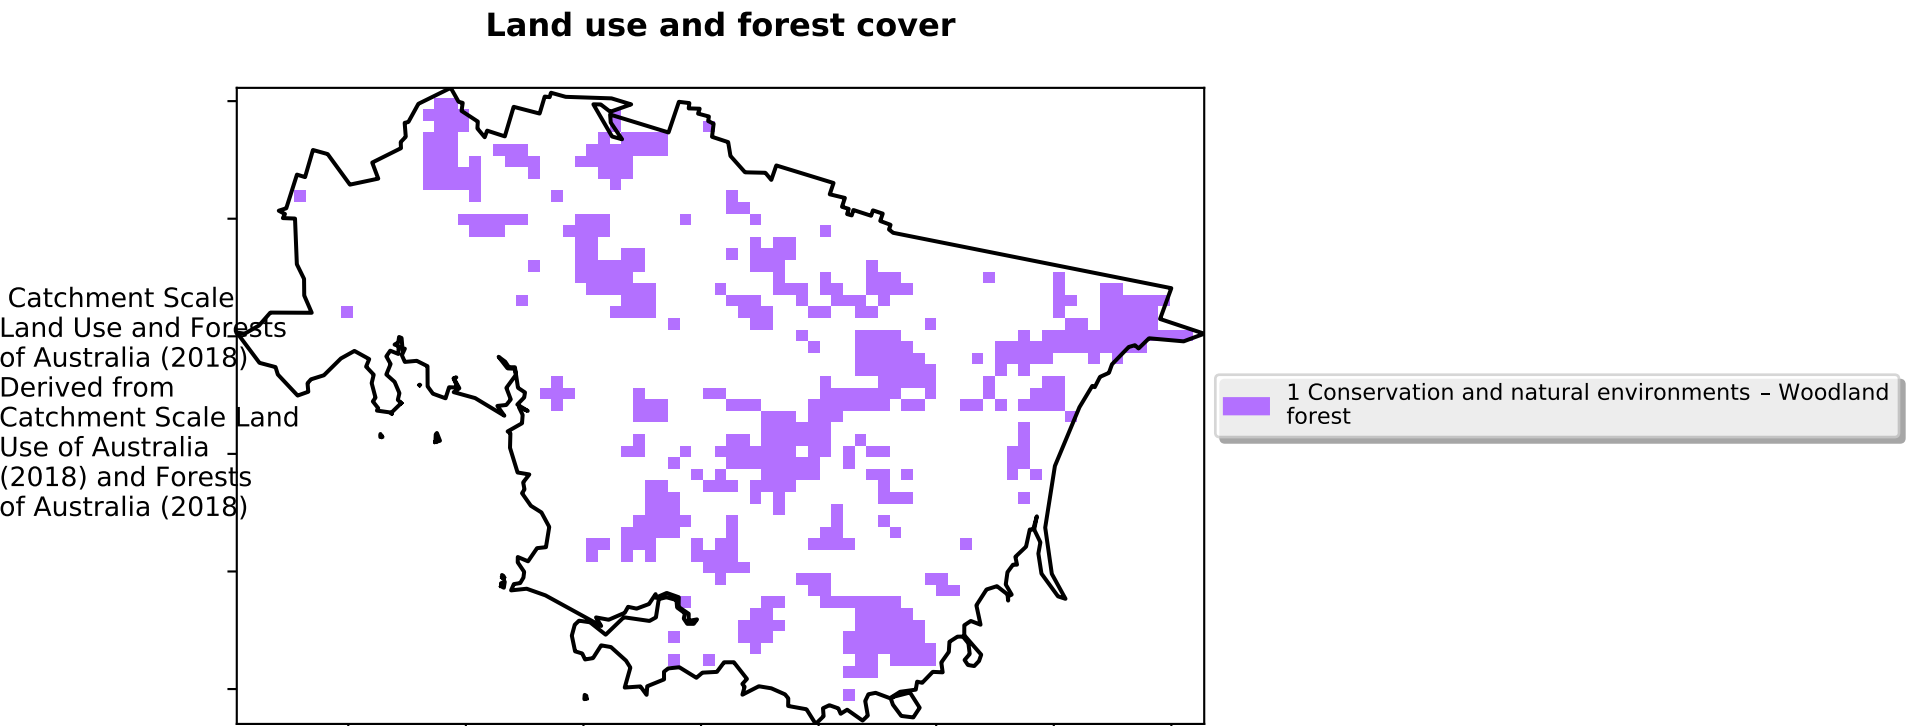 Land use and forest cover
Catchment Scale
Land Use and Forests
of Australia (2018)
Derived from
Catchment Scale Land
Use of Australia
(2018) and Forests
of Australia (2018)
1 Conservation and natural environments – Woodland
forest